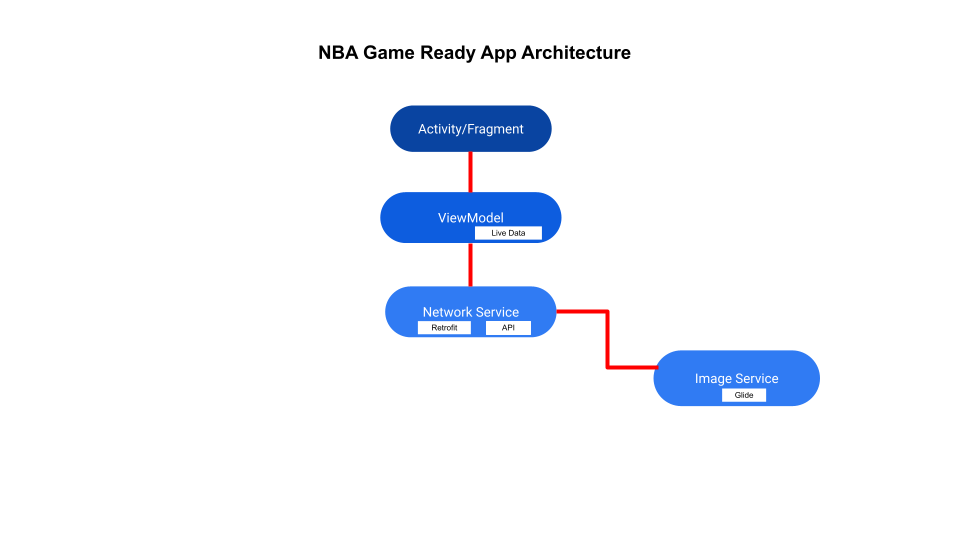 NBA Game Ready App Architecture
Activity/Fragment
ViewModel
Live Data
Network Service
Retrofit
API
Image Service
Glide